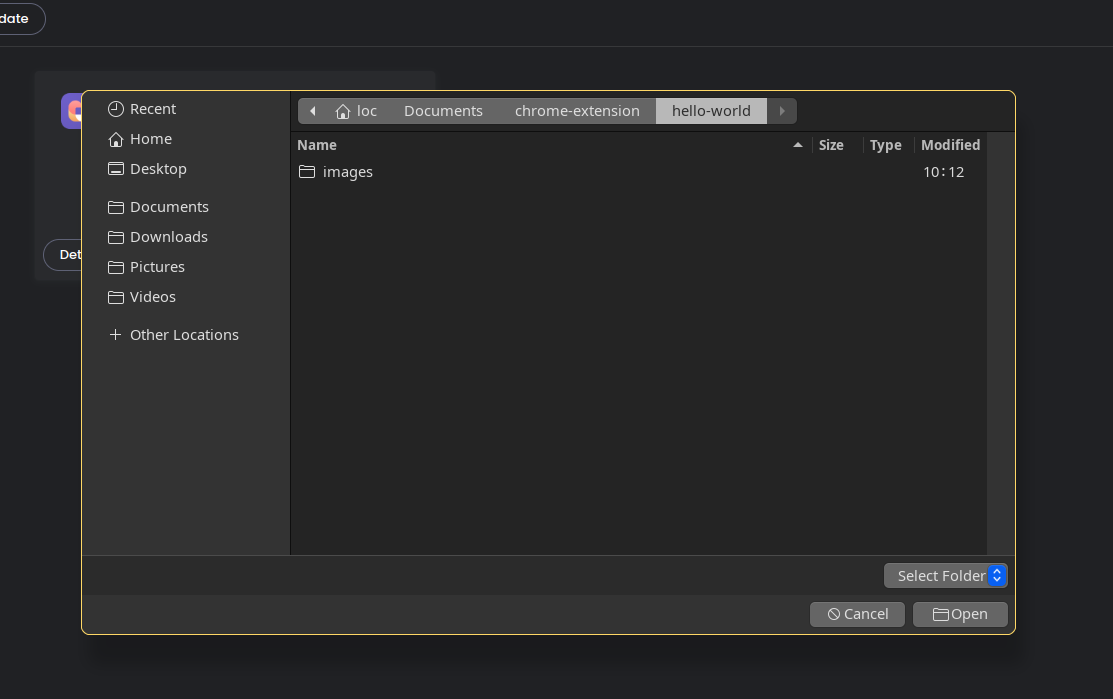 date
Det
Recent
Home
Desktop
Documents
Downloads
Pictures
Videos
Other Locations
loc Documents chrome-extension hello-world
Name Size Type Modified
images 10:12
Select Folder
Cancel Open